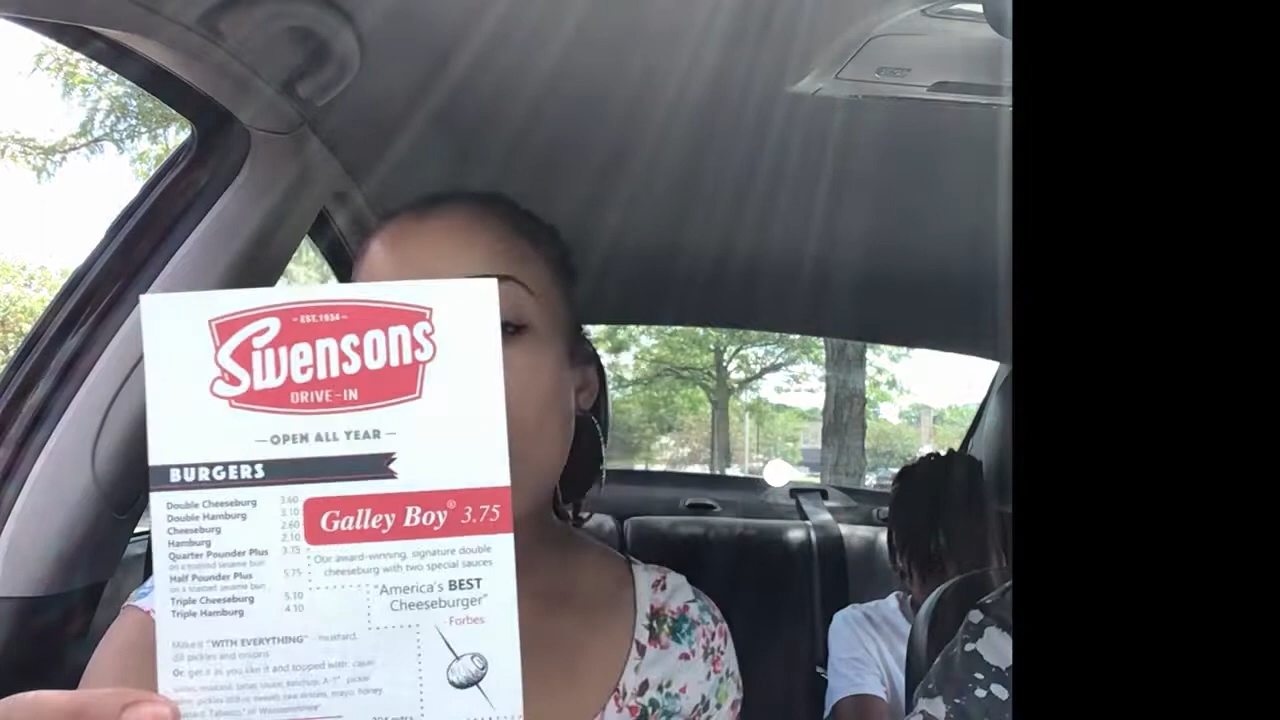 EST. 1934
Swensons
DRIVE-IN
OPEN ALL YEAR
BURGERS
Double Cheeseburg 3.60
Double Hamburg 3.10
Cheeseburg 2.60
Hamburg 2.10
Quarter Pounder Plus 3.75
on a toasted sesame bun
Half Pounder Plus 5.75
on a toasted sesame bun
Triple Cheeseburg 5.10
Triple Hamburg 4.10
Galley Boy® 3.75
Our award-winning, signature double
cheeseburg with two special sauces
"America's BEST
Cheeseburger"
- Forbes
Make it "WITH EVERYTHING" - mustard,
dill pickles and onions
Or get it as you like it and topped with: